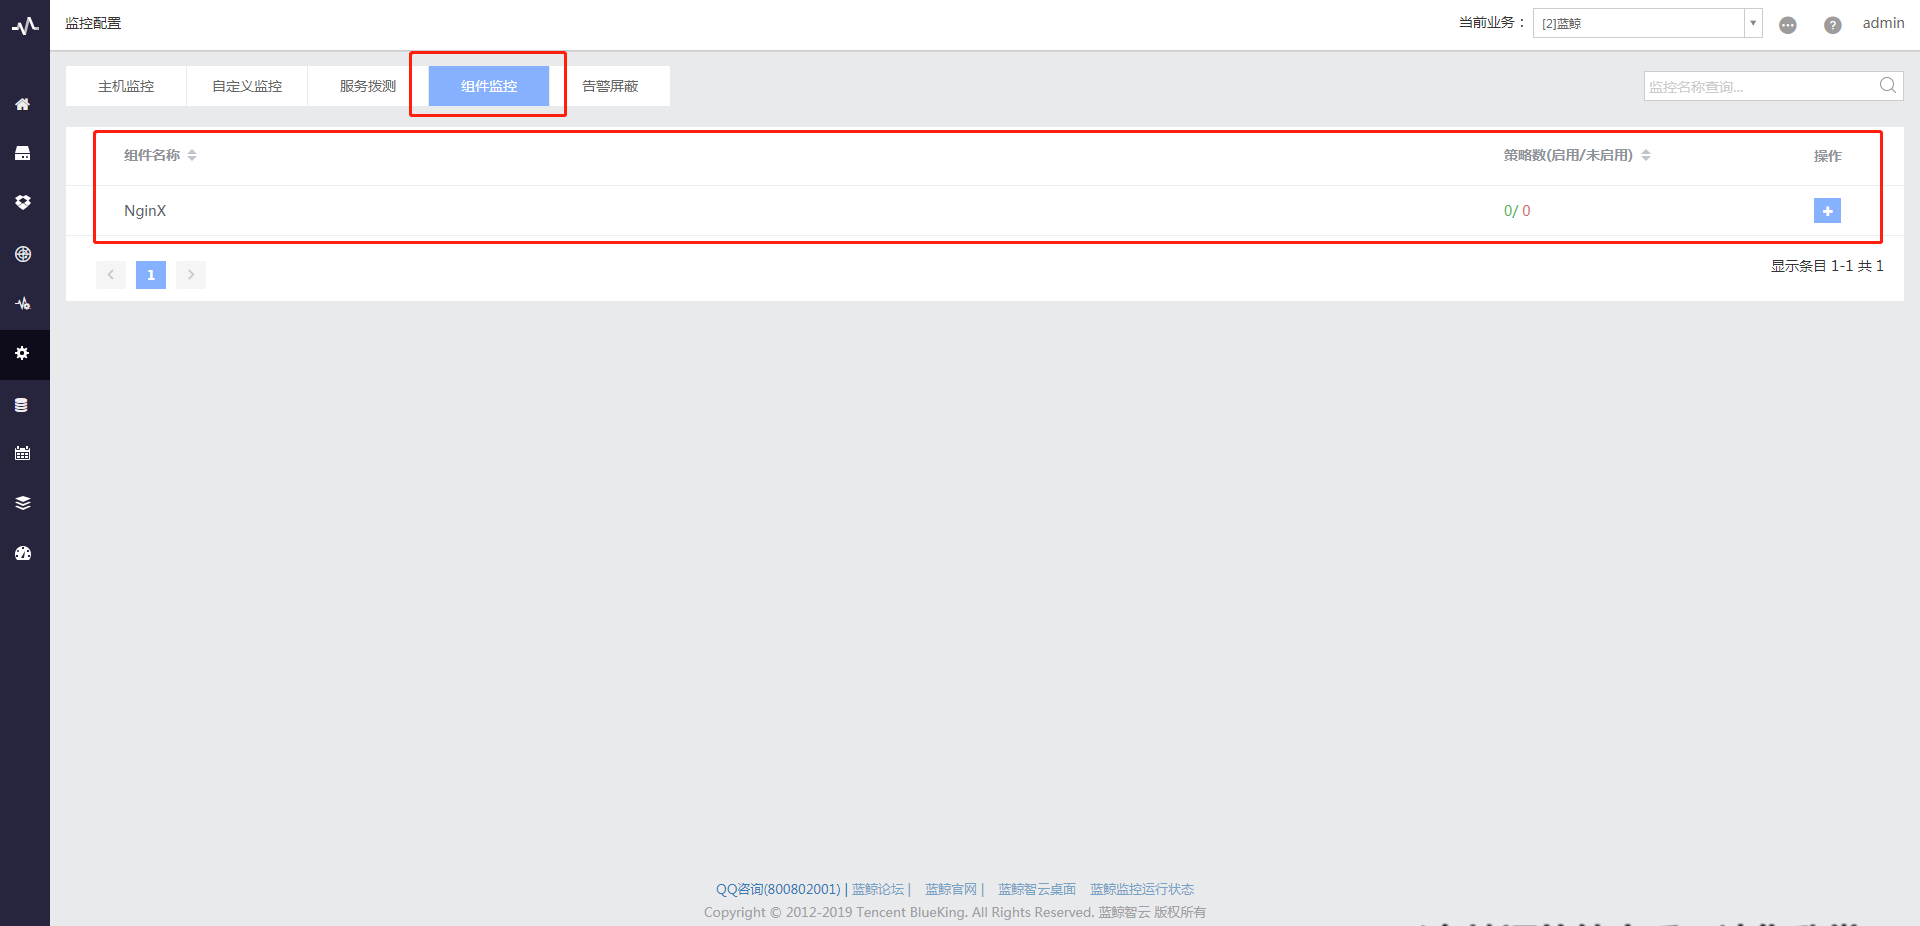 监控配置
当前业务： [2]蓝鲸 admin
主机监控 自定义监控 服务拨测 组件监控 告警屏蔽
监控名称查询...
组件名称 策略数(启用/未启用) 操作
NginX 0/ 0
1 显示条目 1-1 共 1
QQ咨询(800802001) | 蓝鲸论坛 | 蓝鲸官网 | 蓝鲸智云桌面 蓝鲸监控运行状态
Copyright © 2012-2019 Tencent BlueKing. All Rights Reserved. 蓝鲸智云 版权所有